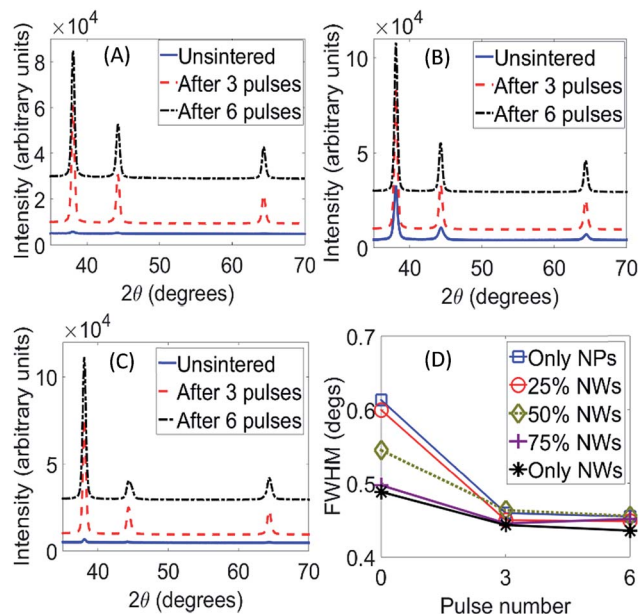 ×10⁴
(A)
Unsintered
After 3 pulses
After 6 pulses
Intensity (arbitrary units)
8
6
4
2
0
40 50 60 70
2θ (degrees)
×10⁴
(B)
Unsintered
After 3 pulses
After 6 pulses
Intensity (arbitrary units)
10
5
0
40 50 60 70
2θ (degrees)
×10⁴
(C)
Unsintered
After 3 pulses
After 6 pulses
Intensity (arbitrary units)
10
5
0
40 50 60 70
2θ (degrees)
(D)
Only NPs
25% NWs
50% NWs
75% NWs
Only NWs
FWHM (degs)
0.7
0.6
0.5
0.4
0 3 6
Pulse number